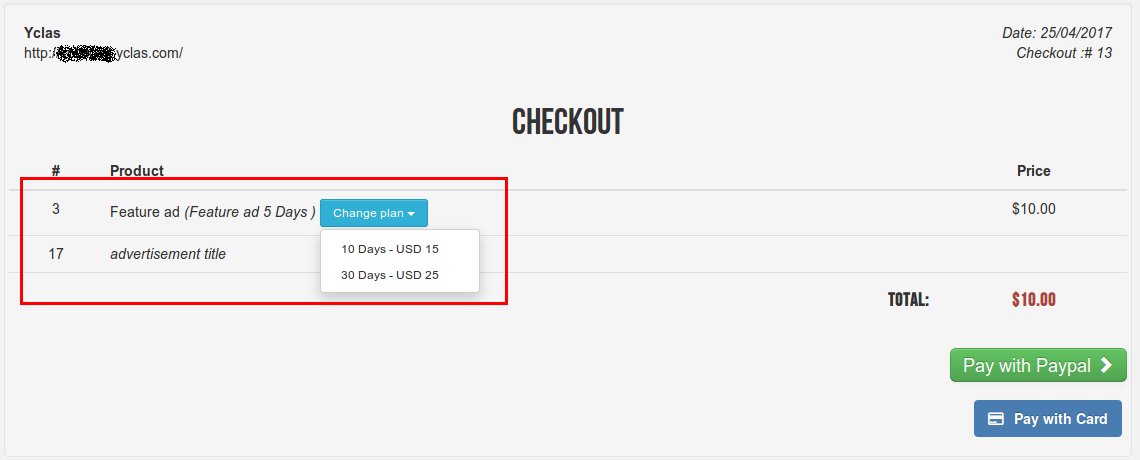 Yclas
Date: 25/04/2017
http:/ yclas.com/
Checkout :# 13
CHECKOUT
# Product Price
3 Feature ad (Feature ad 5 Days ) Change plan $10.00
10 Days - USD 15
17 advertisement title
30 Days - USD 25
TOTAL: $10.00
Pay with Paypal
Pay with Card